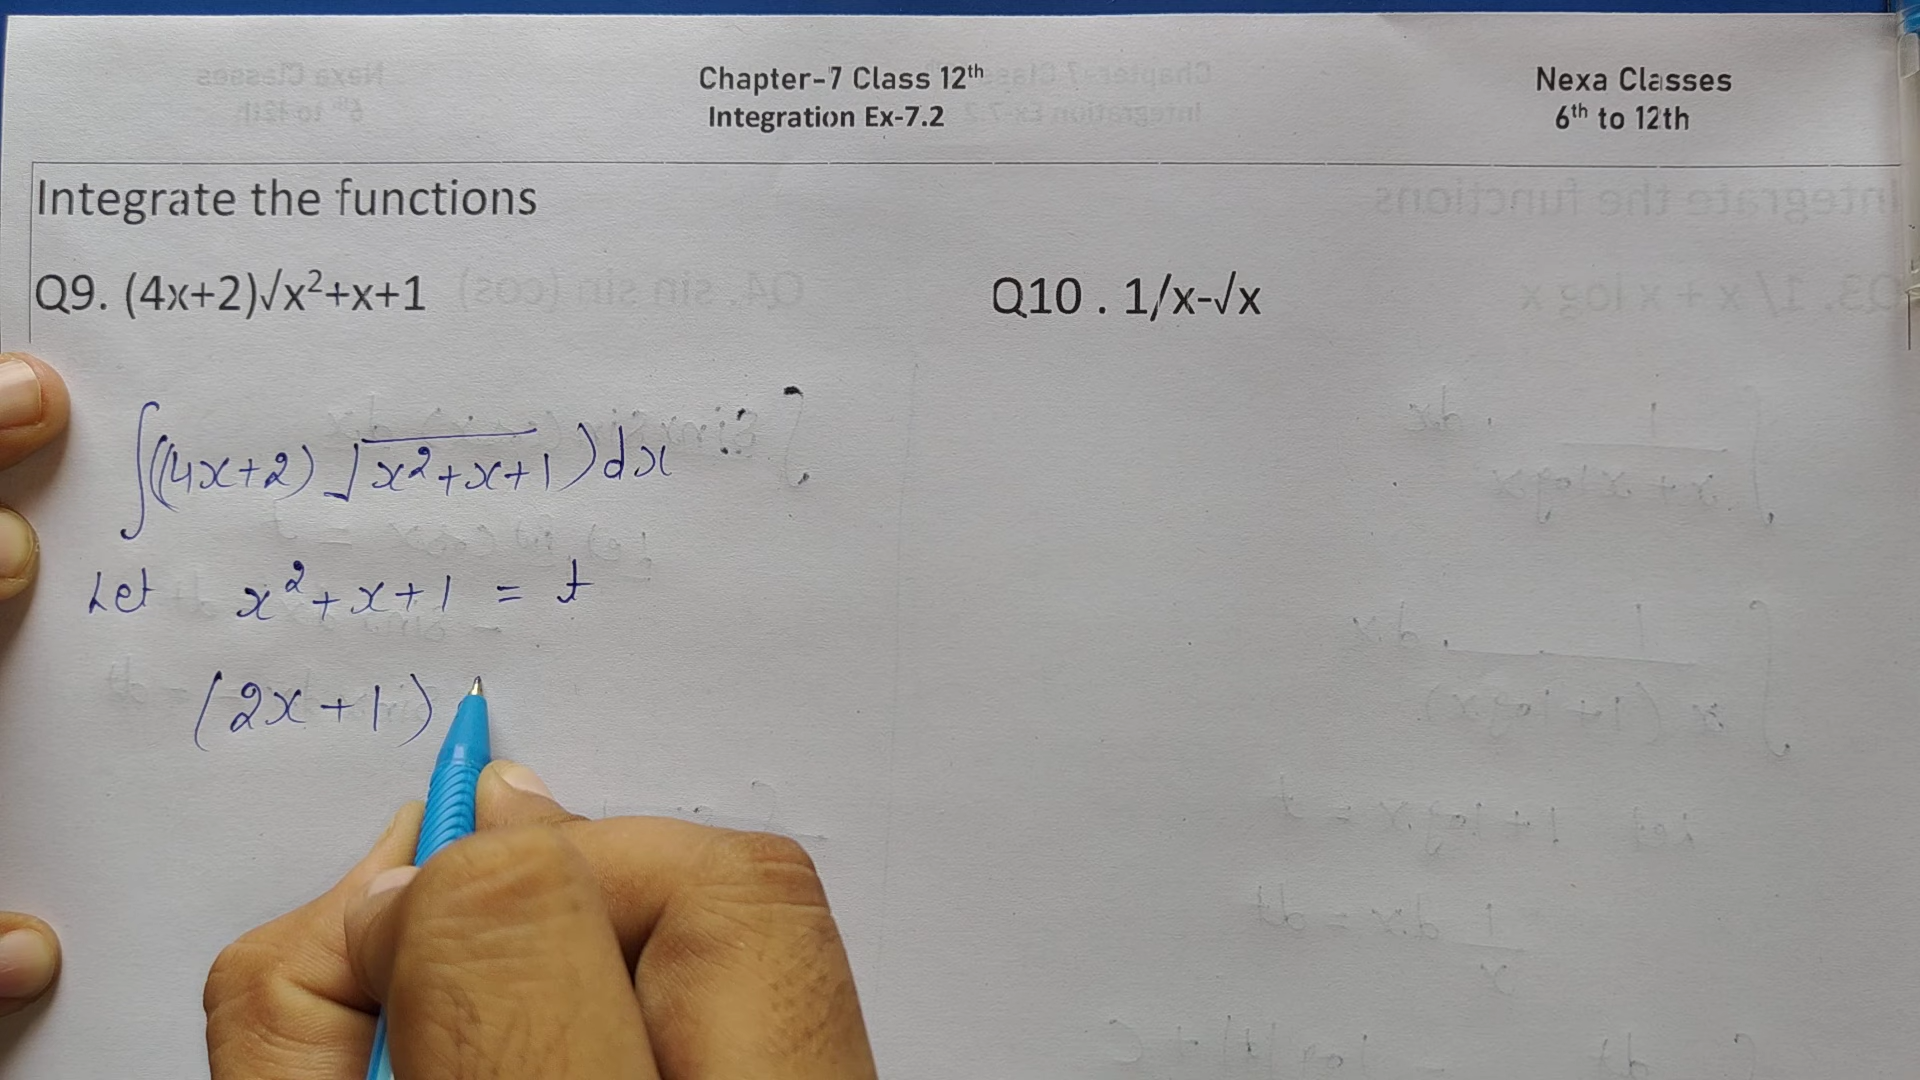 Chapter-7 Class 12th
Integration Ex-7.2
Nexa Classes
6th to 12th
Integrate the functions
Q9. (4x+2)√x²+x+1
Q10 . 1/x-√x
∫((4x+2) √x²+x+1) dx
Let x²+x+1 = t
(2x+1)